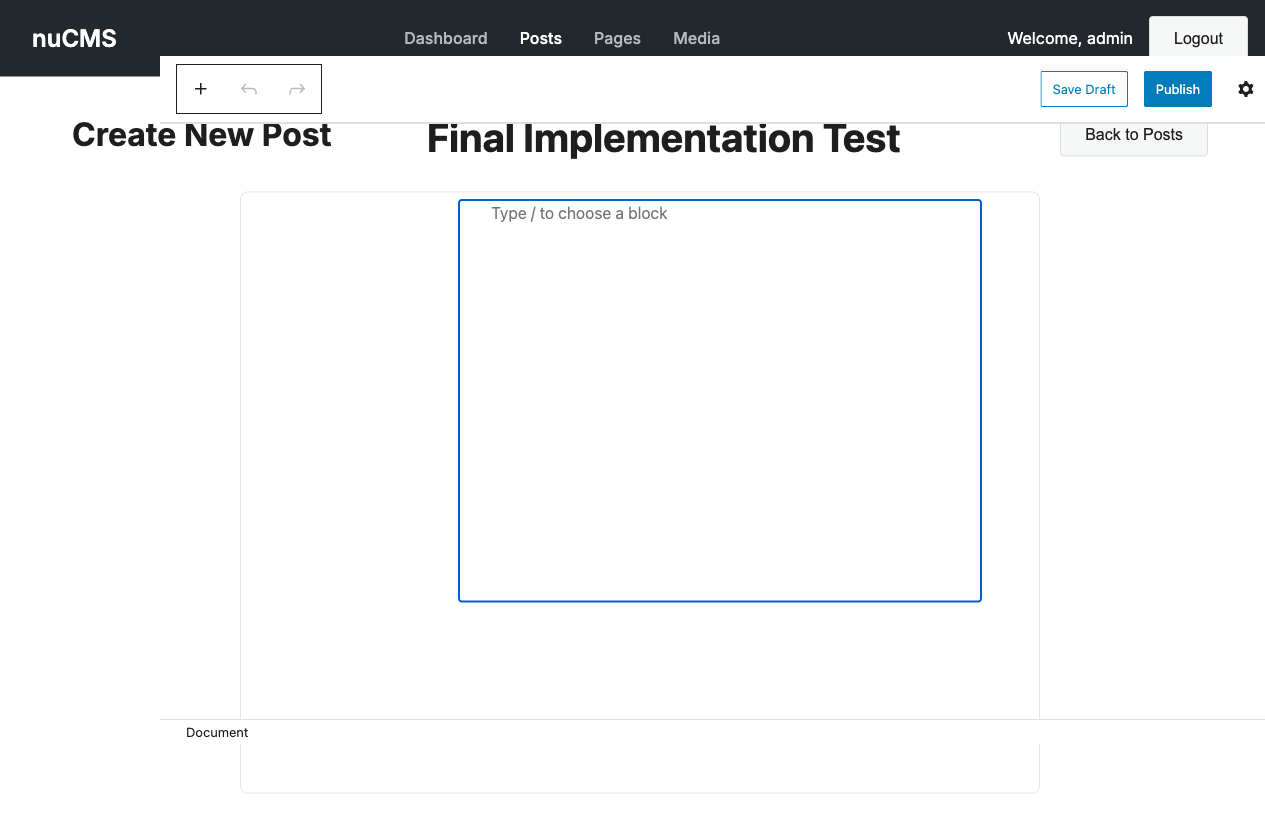 nuCMS
Dashboard Posts Pages Media
Welcome, admin Logout
Save Draft Publish
Create New Post
Final Implementation Test
Back to Posts
Type / to choose a block
Document